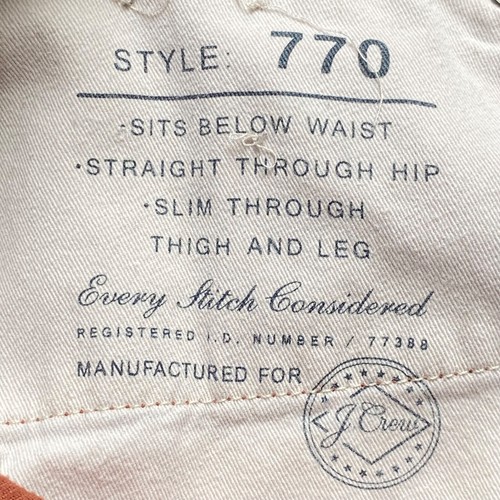 STYLE: 770
·SITS BELOW WAIST
·STRAIGHT THROUGH HIP
·SLIM THROUGH
THIGH AND LEG
Every Stitch Considered
REGISTERED I.D. NUMBER / 77388
MANUFACTURED FOR
J.Crew